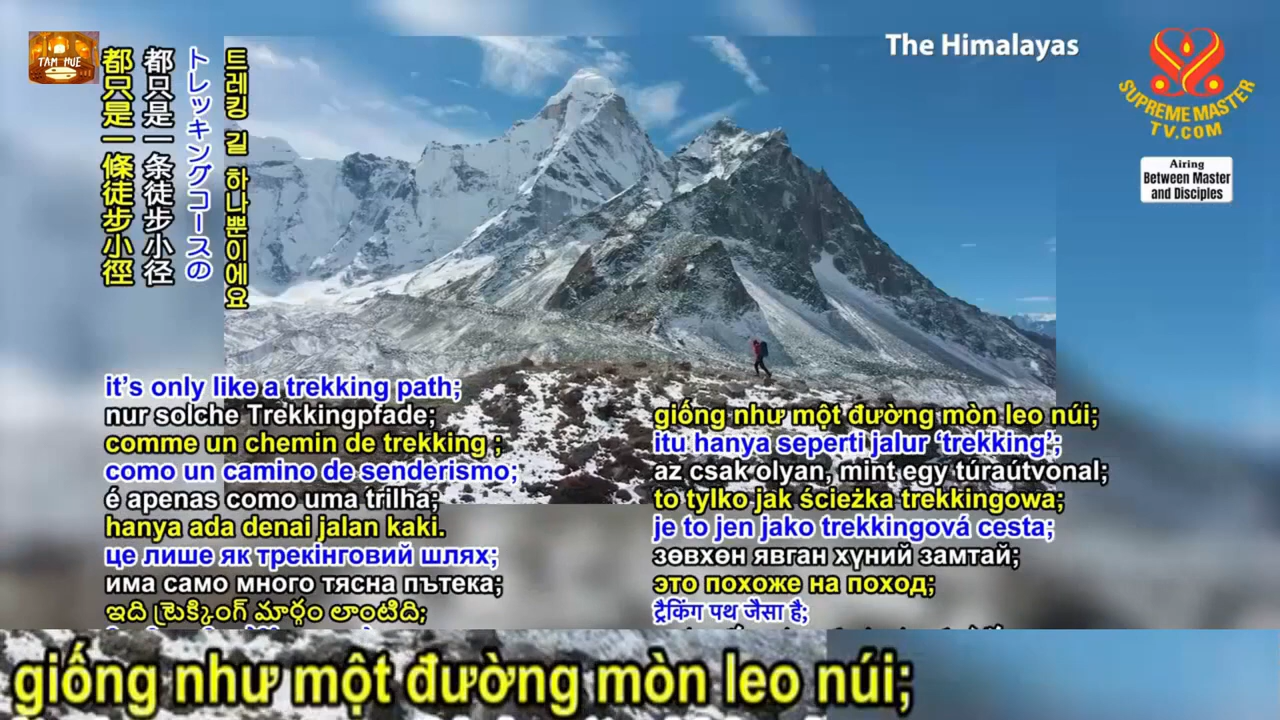 TAM HUE
The Himalayas
SUPREME MASTER
TV.COM
Airing
Between Master
and Disciples
트레킹 길 하나뿐이에요
トレッキングコースの
都只是一条徒步小径
都只是一條徒步小徑
it’s only like a trekking path;
nur solche Trekkingpfade;
comme un chemin de trekking ;
como un camino de senderismo;
é apenas como uma trilha;
hanya ada denai jalan kaki.
це лише як трекінговий шлях;
има само много тясна пътека;
ఇది ట్రెక్కింగ్ మార్గం లాంటిది;
giống như một đường mòn leo núi;
itu hanya seperti jalur ‘trekking’;
az csak olyan, mint egy túraútvonal;
to tylko jak ścieżka trekkingowa;
je to jen jako trekkingová cesta;
зөвхөн явган хүний замтай;
это похоже на поход;
ट्रैकिंग पथ जैसा है;
giống như một đường mòn leo núi;